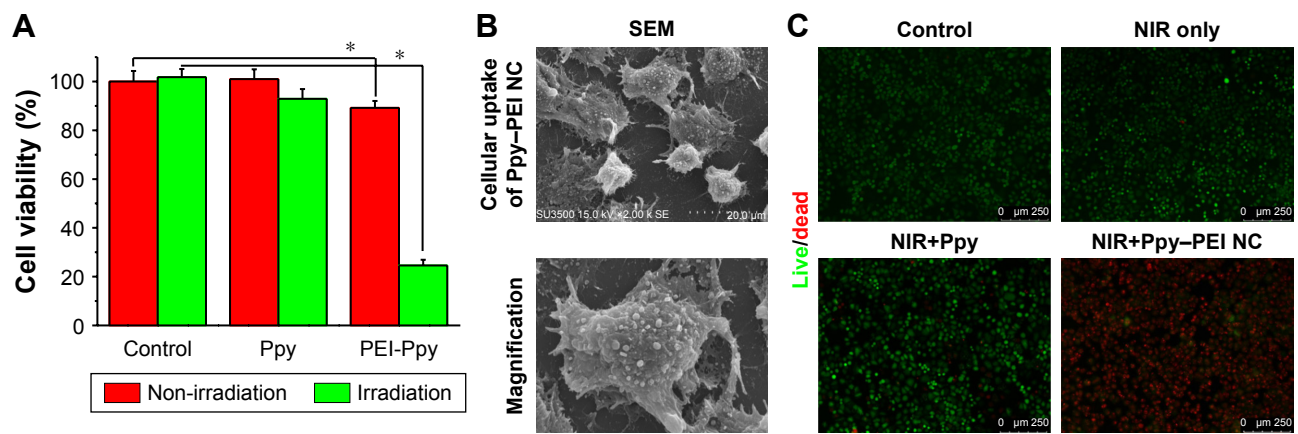 A
Cell viability (%)
100
80
60
40
20
0
* *
Control Ppy PEI-Ppy
Non-irradiation Irradiation
B
SEM
Cellular uptake
of Ppy–PEI NC
SU3500 15.0 kV ×2.00 k SE 20.0 µm
Magnification
C
Live/dead
Control NIR only
0 µm 250 0 µm 250
NIR+Ppy NIR+Ppy–PEI NC
0 µm 250 0 µm 250